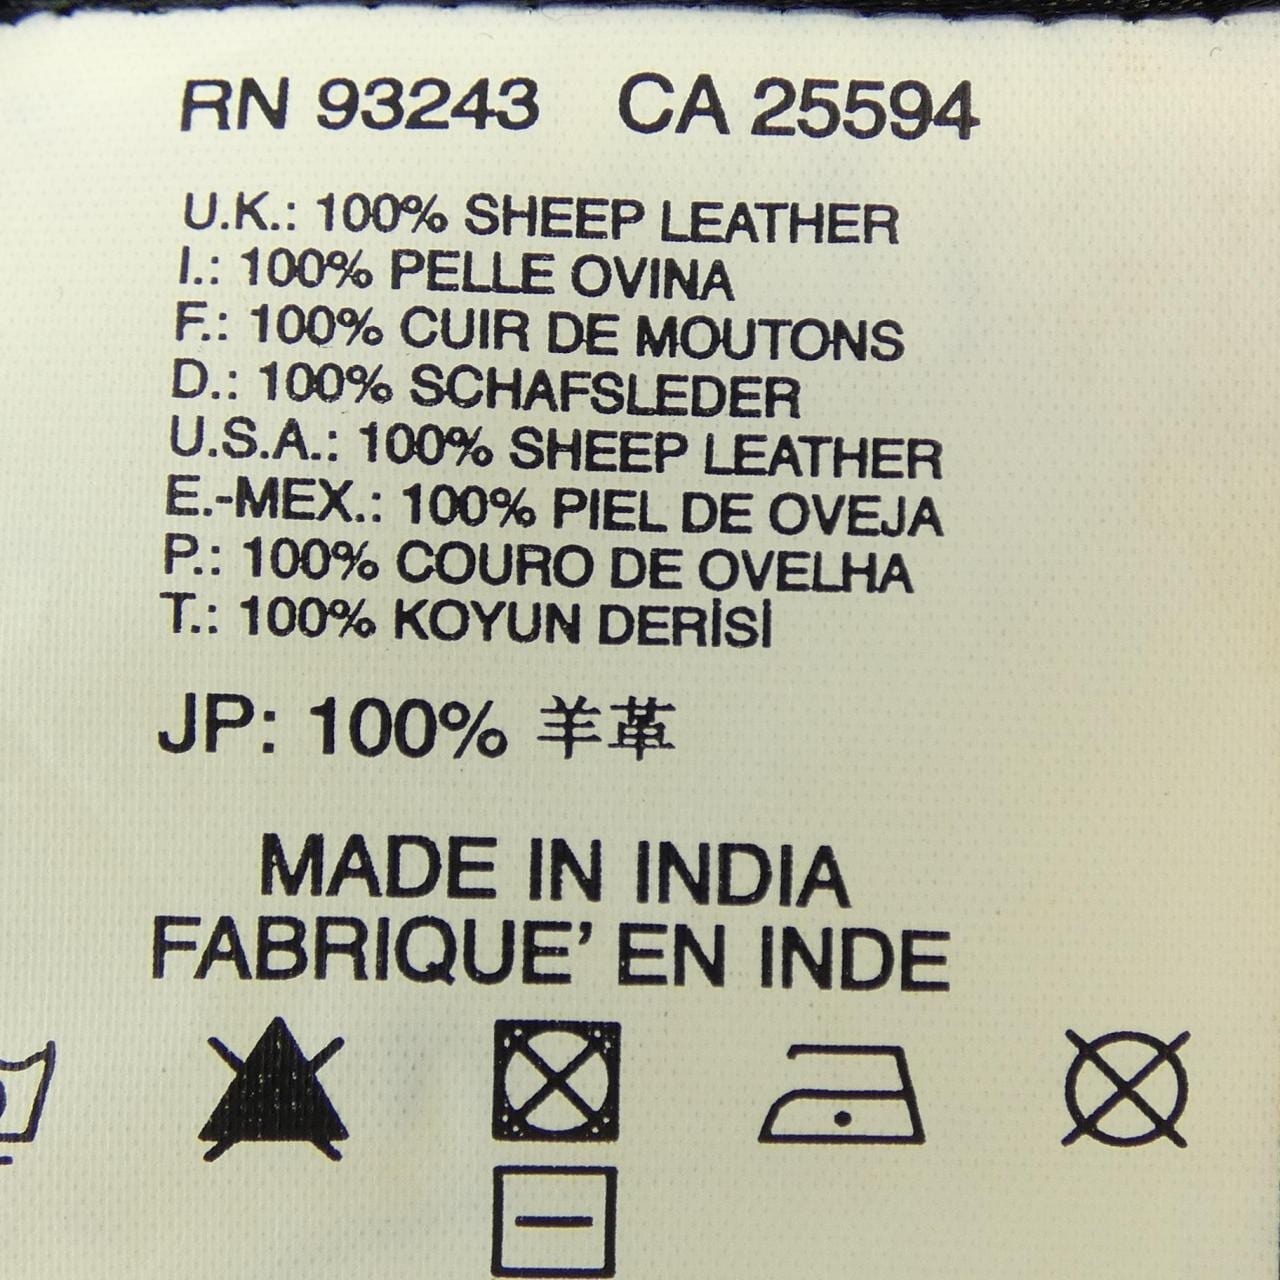 RN 93243 CA 25594
U.K.: 100% SHEEP LEATHER
I.: 100% PELLE OVINA
F.: 100% CUIR DE MOUTONS
D.: 100% SCHAFSLEDER
U.S.A.: 100% SHEEP LEATHER
E.-MEX.: 100% PIEL DE OVEJA
P.: 100% COURO DE OVELHA
T.: 100% KOYUN DERİSİ
JP: 100% 羊革
MADE IN INDIA
FABRIQUE' EN INDE